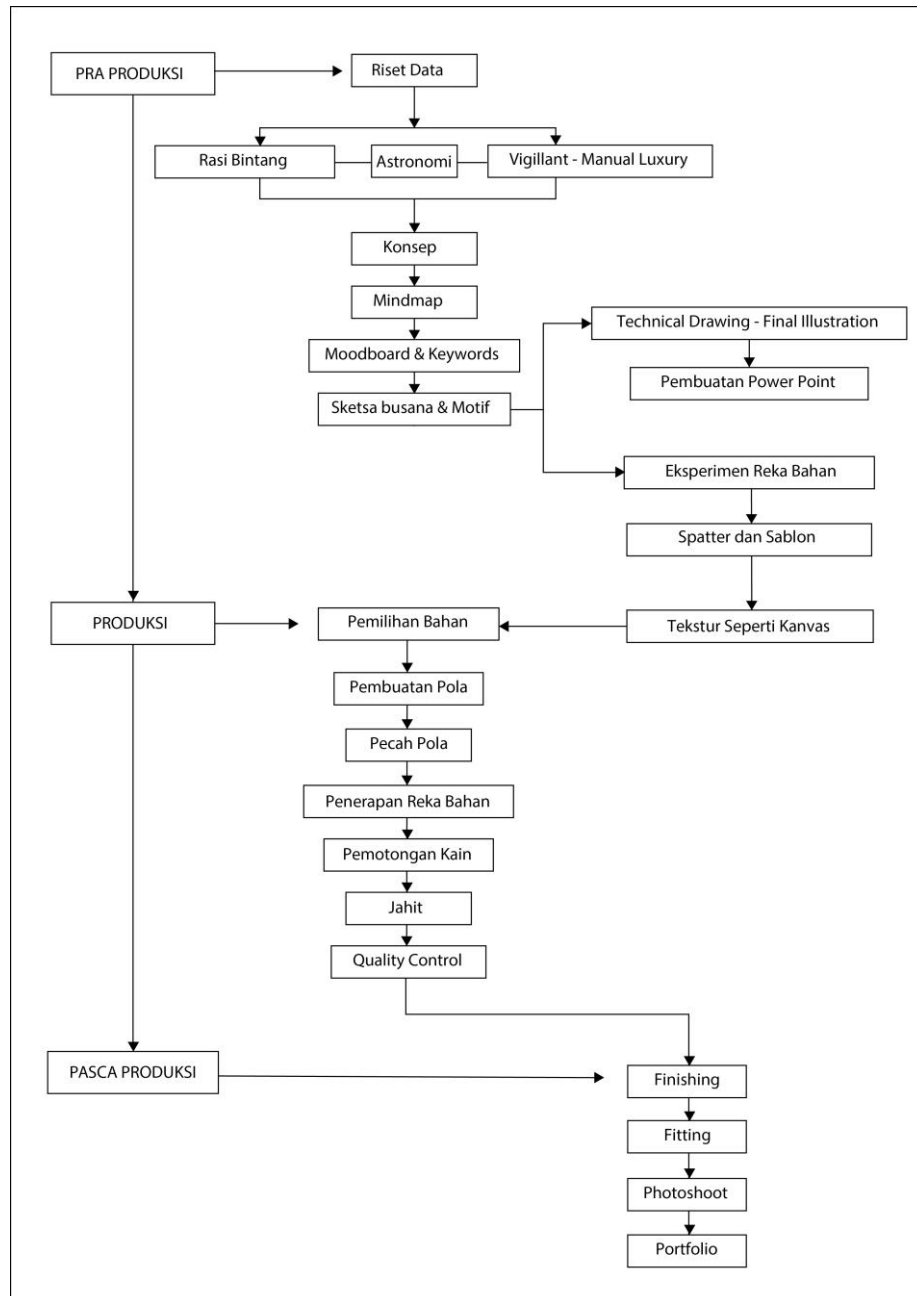 PRA PRODUKSI
Riset Data
Rasi Bintang
Astronomi
Vigillant - Manual Luxury
Konsep
Mindmap
Moodboard & Keywords
Sketsa busana & Motif
Technical Drawing - Final Illustration
Pembuatan Power Point
Eksperimen Reka Bahan
Spatter dan Sablon
Tekstur Seperti Kanvas
PRODUKSI
Pemilihan Bahan
Pembuatan Pola
Pecah Pola
Penerapan Reka Bahan
Pemotongan Kain
Jahit
Quality Control
PASCA PRODUKSI
Finishing
Fitting
Photoshoot
Portfolio